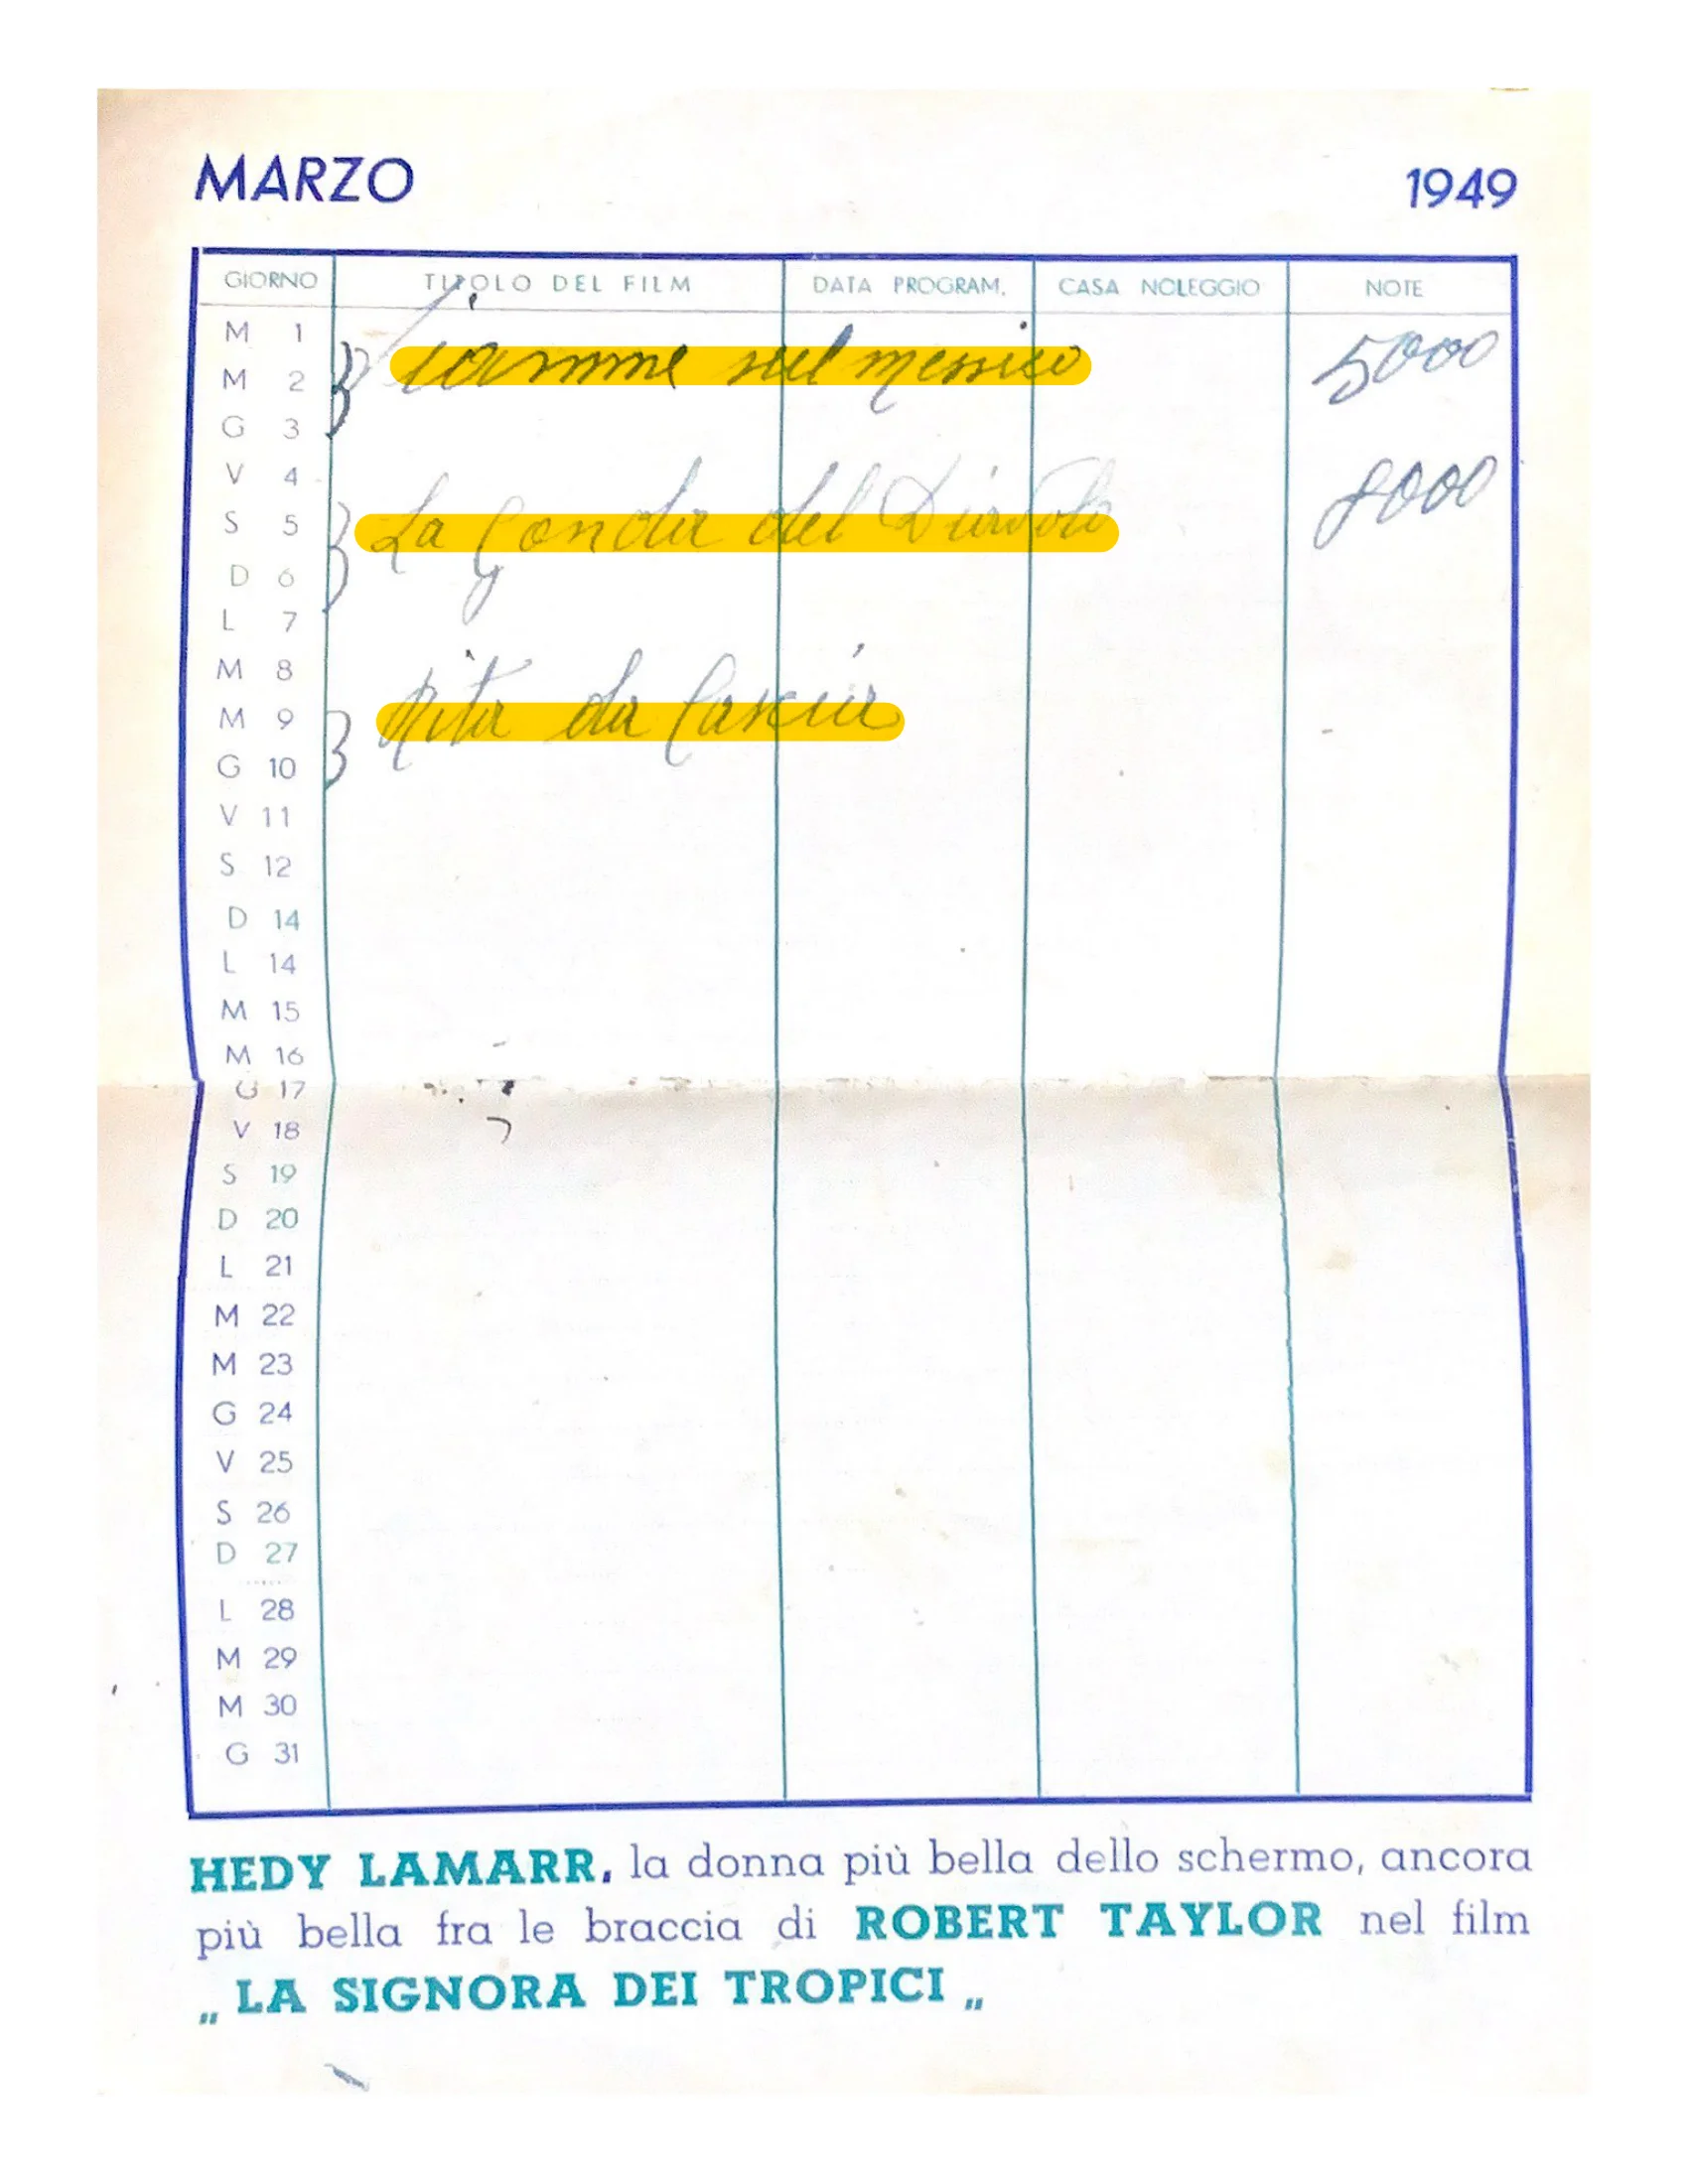 MARZO 1949
GIORNO TITOLO DEL FILM DATA PROGRAM. CASA NOLEGGIO NOTE
M 1
M 2 sul messico 5000
G 3
V 4
S 5 La Gonda del Diavolo 8000
D 6
L 7
M 8
M 9 Rita da Cascia
G 10
V 11
S 12
D 14
L 14
M 15
M 16
G 17
V 18
S 19
D 20
L 21
M 22
M 23
G 24
V 25
S 26
D 27
L 28
M 29
M 30
G 31
HEDY LAMARR, la donna più bella dello schermo, ancora
più bella fra le braccia di ROBERT TAYLOR nel film
„ LA SIGNORA DEI TROPICI „